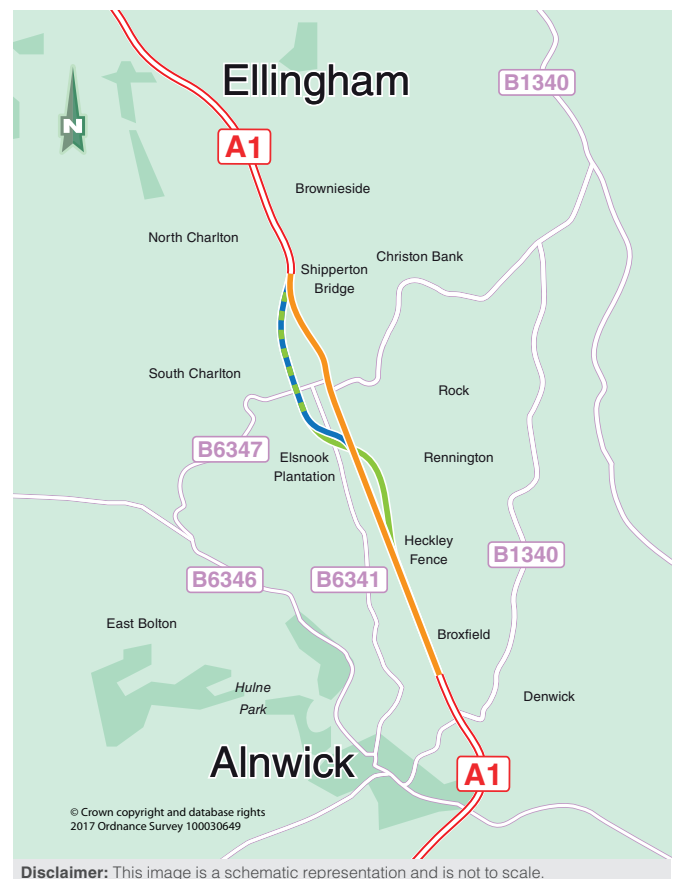 Ellingham
B1340
N
A1
Brownieside
North Charlton
Christon Bank
Shipperton
Bridge
South Charlton
Rock
B6347
Elsnook
Plantation
Rennington
Heckley
Fence
B1340
B6346
B6341
East Bolton
Broxfield
Hulne
Park
Denwick
Alnwick
A1
© Crown copyright and database rights
2017 Ordnance Survey 100030649
Disclaimer: This image is a schematic representation and is not to scale.